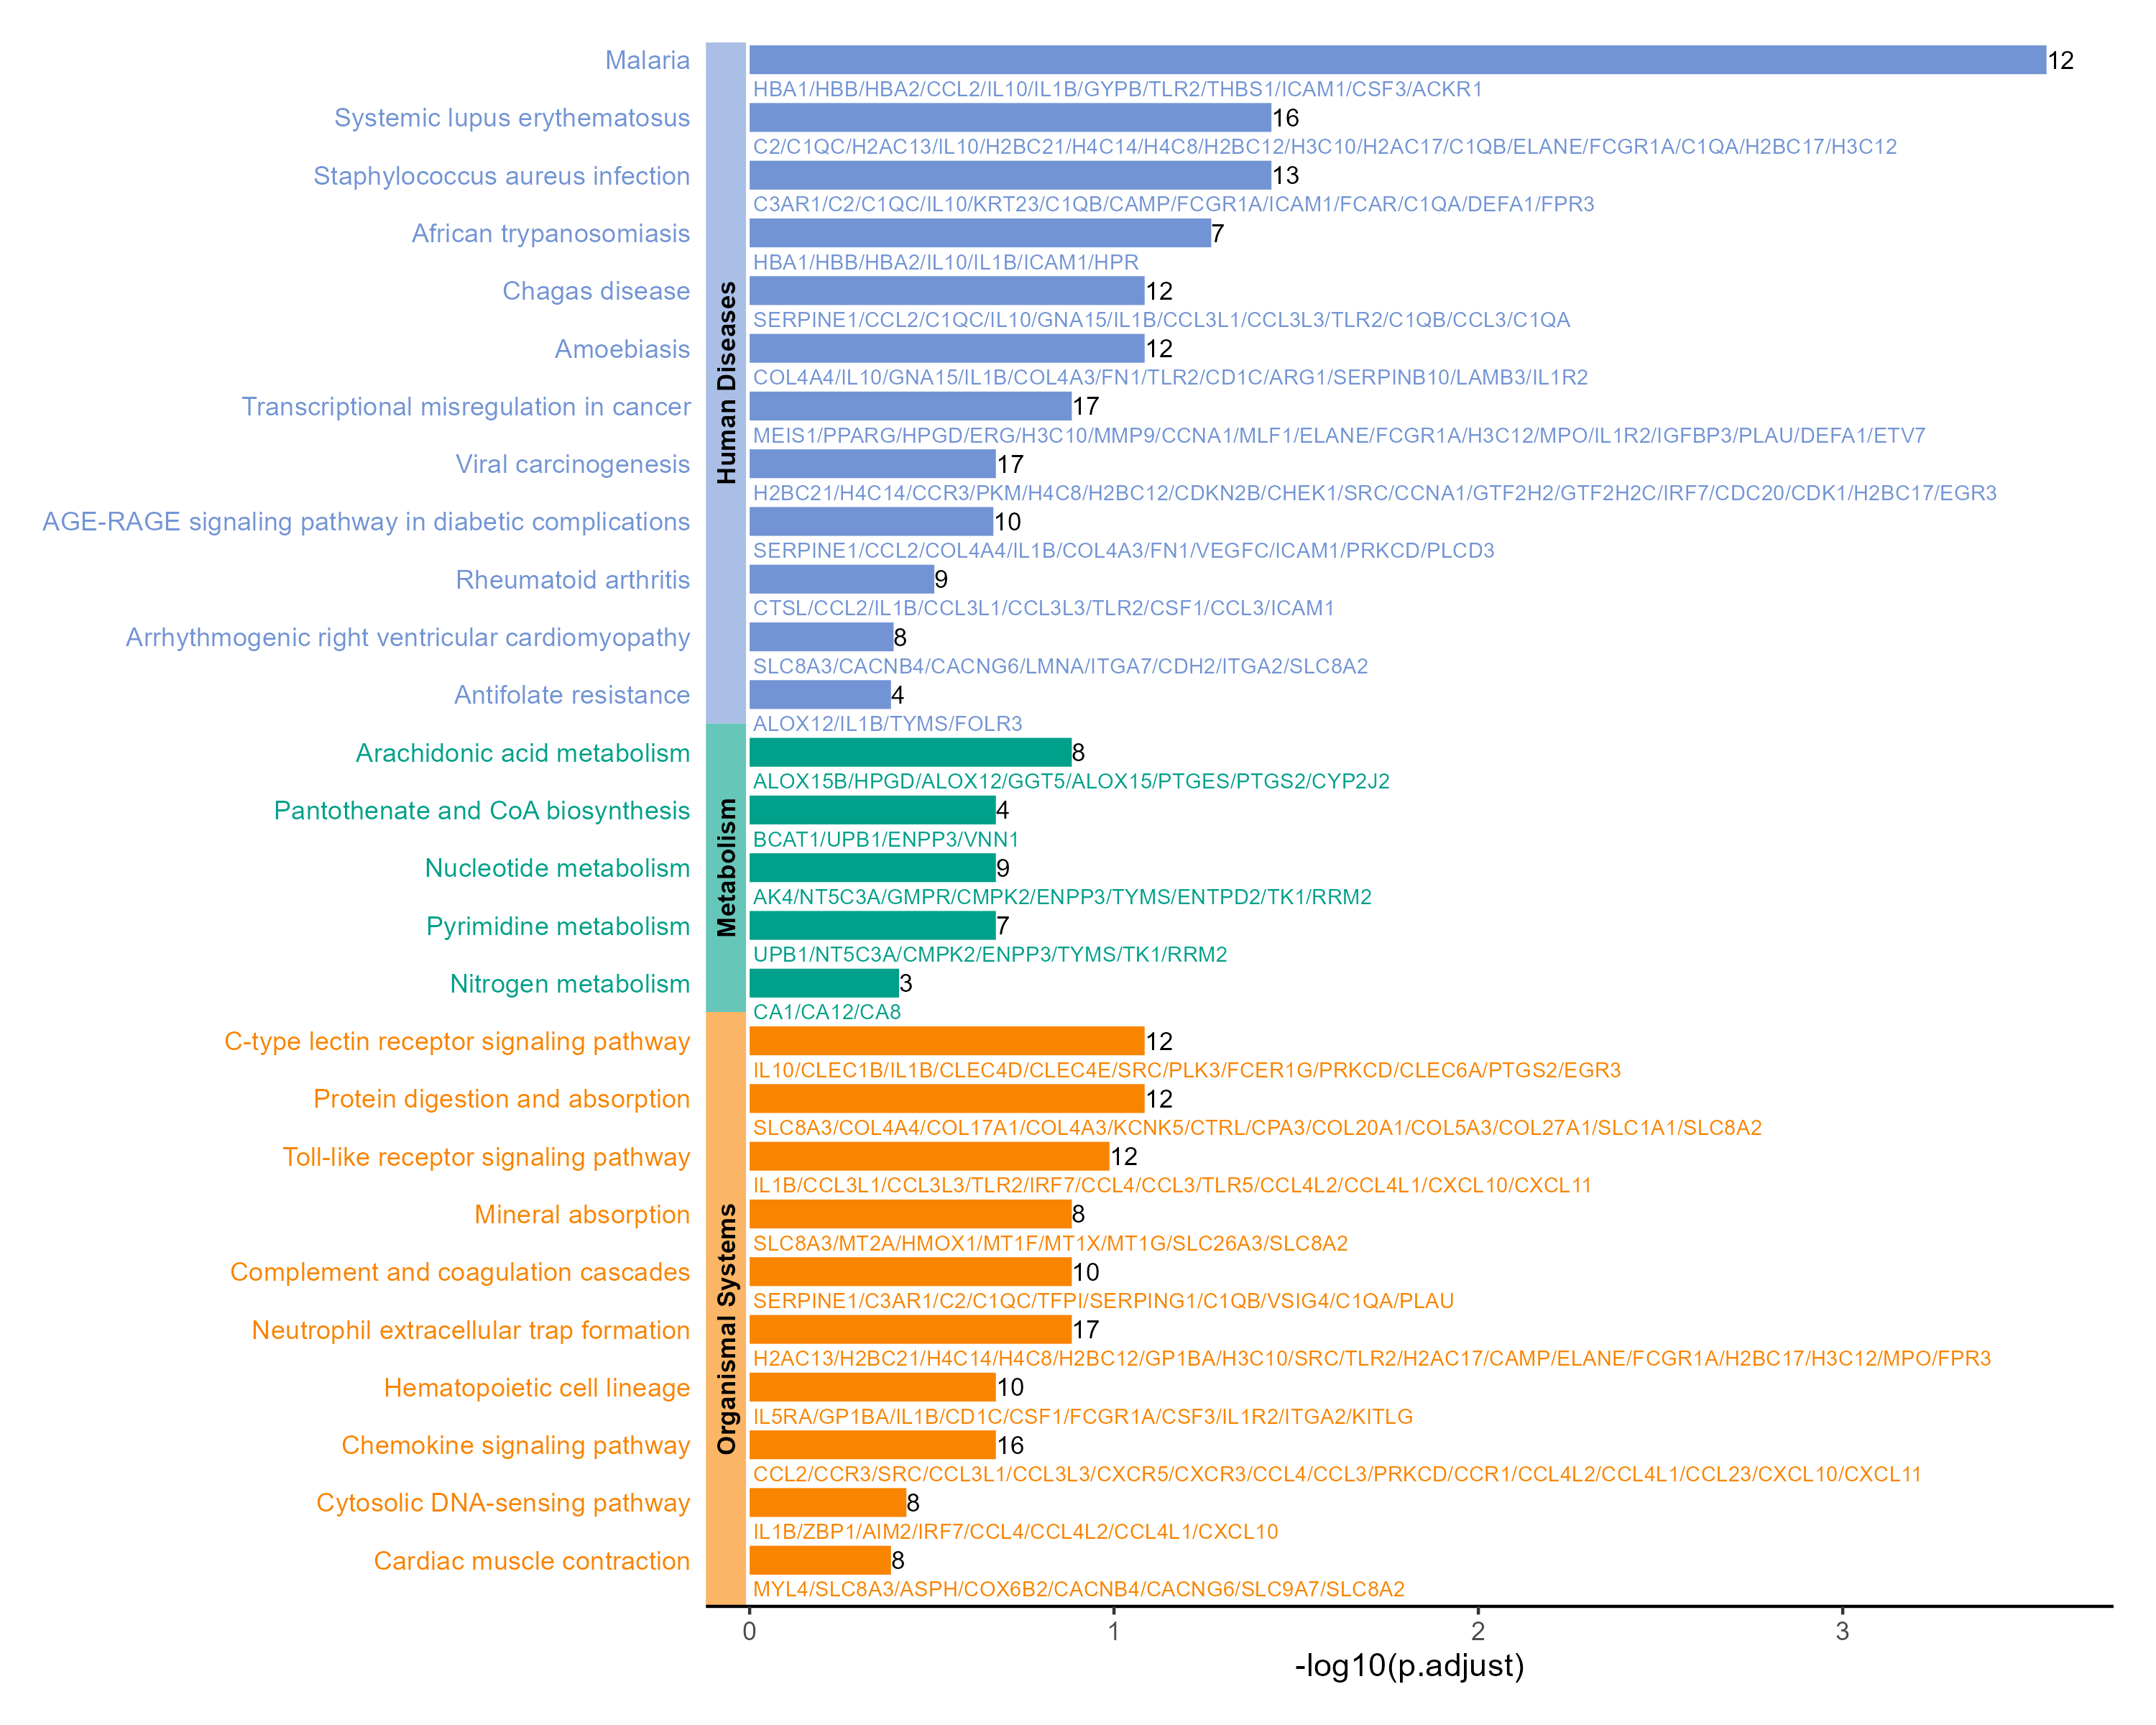 Malaria 12
HBA1/HBB/HBA2/CCL2/IL10/IL1B/GYPB/TLR2/THBS1/ICAM1/CSF3/ACKR1
Systemic lupus erythematosus 16
C2/C1QC/H2AC13/IL10/H2BC21/H4C14/H4C8/H2BC12/H3C10/H2AC17/C1QB/ELANE/FCGR1A/C1QA/H2BC17/H3C12
Staphylococcus aureus infection 13
C3AR1/C2/C1QC/IL10/KRT23/C1QB/CAMP/FCGR1A/ICAM1/FCAR/C1QA/DEFA1/FPR3
African trypanosomiasis 7
HBA1/HBB/HBA2/IL10/IL1B/ICAM1/HPR
Chagas disease 12
SERPINE1/CCL2/C1QC/IL10/GNA15/IL1B/CCL3L1/CCL3L3/TLR2/C1QB/CCL3/C1QA
Amoebiasis 12
COL4A4/IL10/GNA15/IL1B/COL4A3/FN1/TLR2/CD1C/ARG1/SERPINB10/LAMB3/IL1R2
Transcriptional misregulation in cancer 17
MEIS1/PPARG/HPGD/ERG/H3C10/MMP9/CCNA1/MLF1/ELANE/FCGR1A/H3C12/MPO/IL1R2/IGFBP3/PLAU/DEFA1/ETV7
Viral carcinogenesis 17
H2BC21/H4C14/CCR3/PKM/H4C8/H2BC12/CDKN2B/CHEK1/SRC/CCNA1/GTF2H2/GTF2H2C/IRF7/CDC20/CDK1/H2BC17/EGR3
AGE-RAGE signaling pathway in diabetic complications 10
SERPINE1/CCL2/COL4A4/IL1B/COL4A3/FN1/VEGFC/ICAM1/PRKCD/PLCD3
Rheumatoid arthritis 9
CTSL/CCL2/IL1B/CCL3L1/CCL3L3/TLR2/CSF1/CCL3/ICAM1
Arrhythmogenic right ventricular cardiomyopathy 8
SLC8A3/CACNB4/CACNG6/LMNA/ITGA7/CDH2/ITGA2/SLC8A2
Antifolate resistance 4
ALOX12/IL1B/TYMS/FOLR3
Human Diseases
Arachidonic acid metabolism 8
ALOX15B/HPGD/ALOX12/GGT5/ALOX15/PTGES/PTGS2/CYP2J2
Pantothenate and CoA biosynthesis 4
BCAT1/UPB1/ENPP3/VNN1
Nucleotide metabolism 9
AK4/NT5C3A/GMPR/CMPK2/ENPP3/TYMS/ENTPD2/TK1/RRM2
Pyrimidine metabolism 7
UPB1/NT5C3A/CMPK2/ENPP3/TYMS/TK1/RRM2
Nitrogen metabolism 3
CA1/CA12/CA8
Metabolism
C-type lectin receptor signaling pathway 12
IL10/CLEC1B/IL1B/CLEC4D/CLEC4E/SRC/PLK3/FCER1G/PRKCD/CLEC6A/PTGS2/EGR3
Protein digestion and absorption 12
SLC8A3/COL4A4/COL17A1/COL4A3/KCNK5/CTRL/CPA3/COL20A1/COL5A3/COL27A1/SLC1A1/SLC8A2
Toll-like receptor signaling pathway 12
IL1B/CCL3L1/CCL3L3/TLR2/IRF7/CCL4/CCL3/TLR5/CCL4L2/CCL4L1/CXCL10/CXCL11
Mineral absorption 8
SLC8A3/MT2A/HMOX1/MT1F/MT1X/MT1G/SLC26A3/SLC8A2
Complement and coagulation cascades 10
SERPINE1/C3AR1/C2/C1QC/TFPI/SERPING1/C1QB/VSIG4/C1QA/PLAU
Neutrophil extracellular trap formation 17
H2AC13/H2BC21/H4C14/H4C8/H2BC12/GP1BA/H3C10/SRC/TLR2/H2AC17/CAMP/ELANE/FCGR1A/H2BC17/H3C12/MPO/FPR3
Hematopoietic cell lineage 10
IL5RA/GP1BA/IL1B/CD1C/CSF1/FCGR1A/CSF3/IL1R2/ITGA2/KITLG
Chemokine signaling pathway 16
CCL2/CCR3/SRC/CCL3L1/CCL3L3/CXCR5/CXCR3/CCL4/CCL3/PRKCD/CCR1/CCL4L2/CCL4L1/CCL23/CXCL10/CXCL11
Cytosolic DNA-sensing pathway 8
IL1B/ZBP1/AIM2/IRF7/CCL4/CCL4L2/CCL4L1/CXCL10
Cardiac muscle contraction 8
MYL4/SLC8A3/ASPH/COX6B2/CACNB4/CACNG6/SLC9A7/SLC8A2
Organismal Systems
0 1 2 3
-log10(p.adjust)